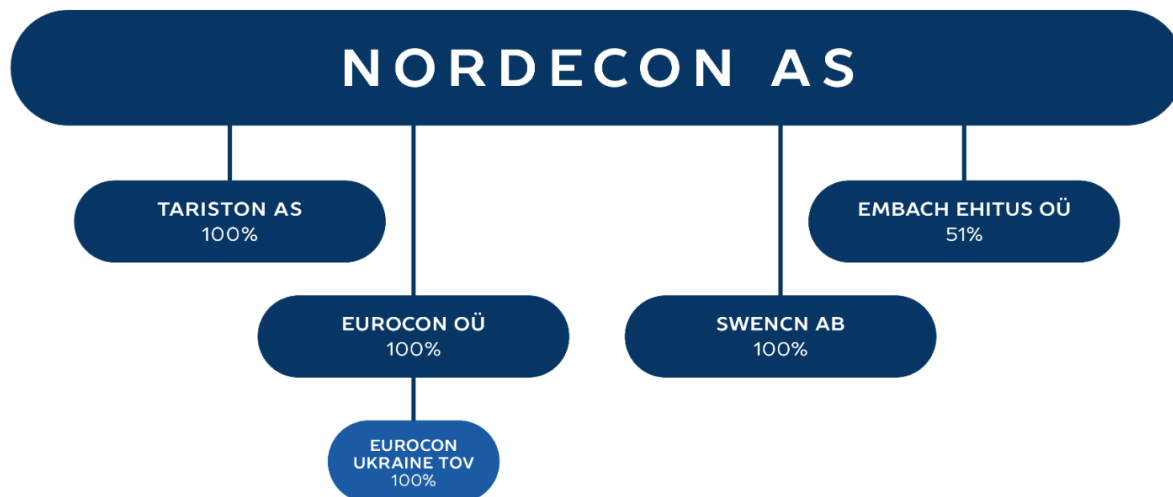 NORDECON AS
TARISTON AS
100%
EMBACH EHITUS OÜ
51%
EUROCON OÜ
100%
SWENCN AB
100%
EUROCON
UKRAINE TOV
100%